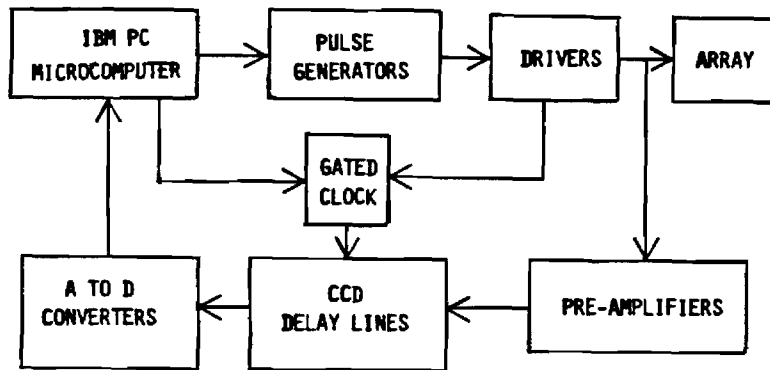 IBM PC
MICROCOMPUTER
PULSE
GENERATORS
DRIVERS
ARRAY
GATED
CLOCK
A TO D
CONVERTERS
CCD
DELAY LINES
PRE-AMPLIFIERS